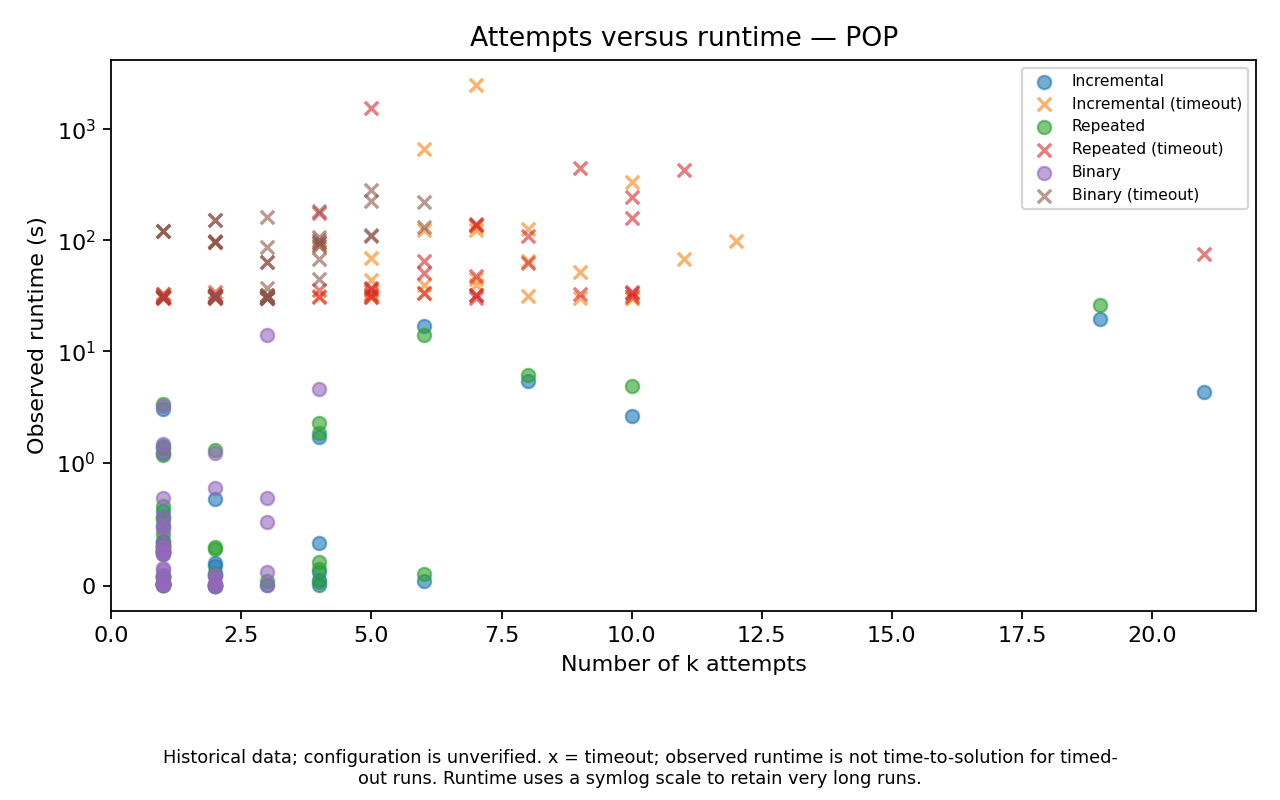 Attempts versus runtime — POP
Incremental
Incremental (timeout)
Repeated
Repeated (timeout)
Binary
Binary (timeout)
Observed runtime (s)
10³
10²
10¹
10⁰
0
0.0 2.5 5.0 7.5 10.0 12.5 15.0 17.5 20.0
Number of k attempts
Historical data; configuration is unverified. x = timeout; observed runtime is not time-to-solution for timed-
out runs. Runtime uses a symlog scale to retain very long runs.